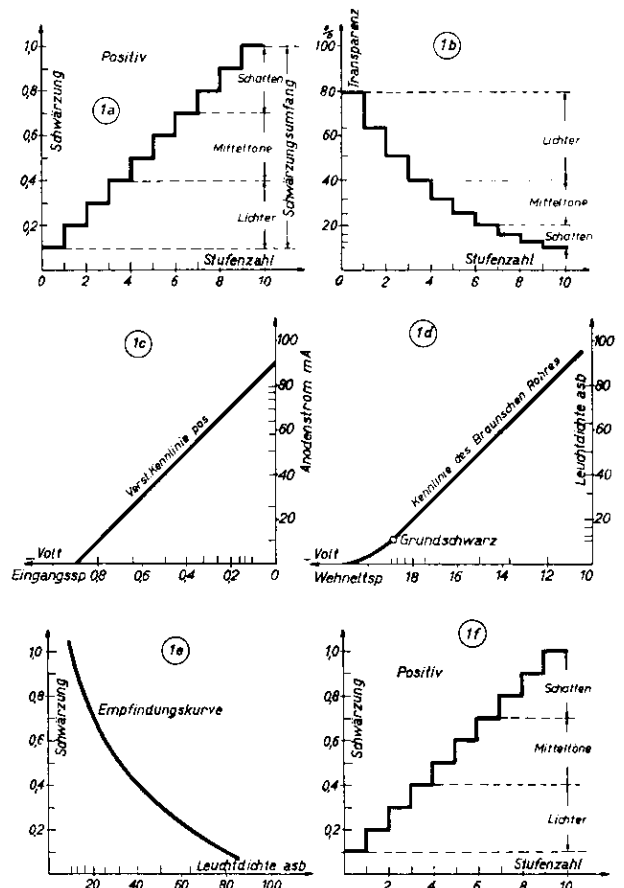 1a
Positiv
Schwärzung
1,0
0,8
0,6
0,4
0,2
Schatten
Mitteltöne
Lichter
Schwärzungsumfang
Stufenzahl
0 2 4 6 8 10
1b
Transparenz
%
100
80
60
40
20
Lichter
Mitteltöne
Schatten
Stufenzahl
0 2 4 6 8 10
1c
Verst.Kennlinie pos
Anodenstrom mA
100
80
60
40
20
Volt
Eingangssp 0,8 0,6 0,4 0,2 0
1d
Kennlinie des Braunschen Rohres
Leuchtdichte asb
100
80
60
40
20
Grundschwarz
Volt
Wehneltsp 18 16 14 12 10
1e
Schwärzung
1,0
0,8
0,6
0,4
0,2
Empfindungskurve
Leuchtdichte asb
20 40 60 80 100
1f
Positiv
Schwärzung
1,0
0,8
0,6
0,4
0,2
Schatten
Mitteltöne
Lichter
Stufenzahl
0 2 4 6 8 10